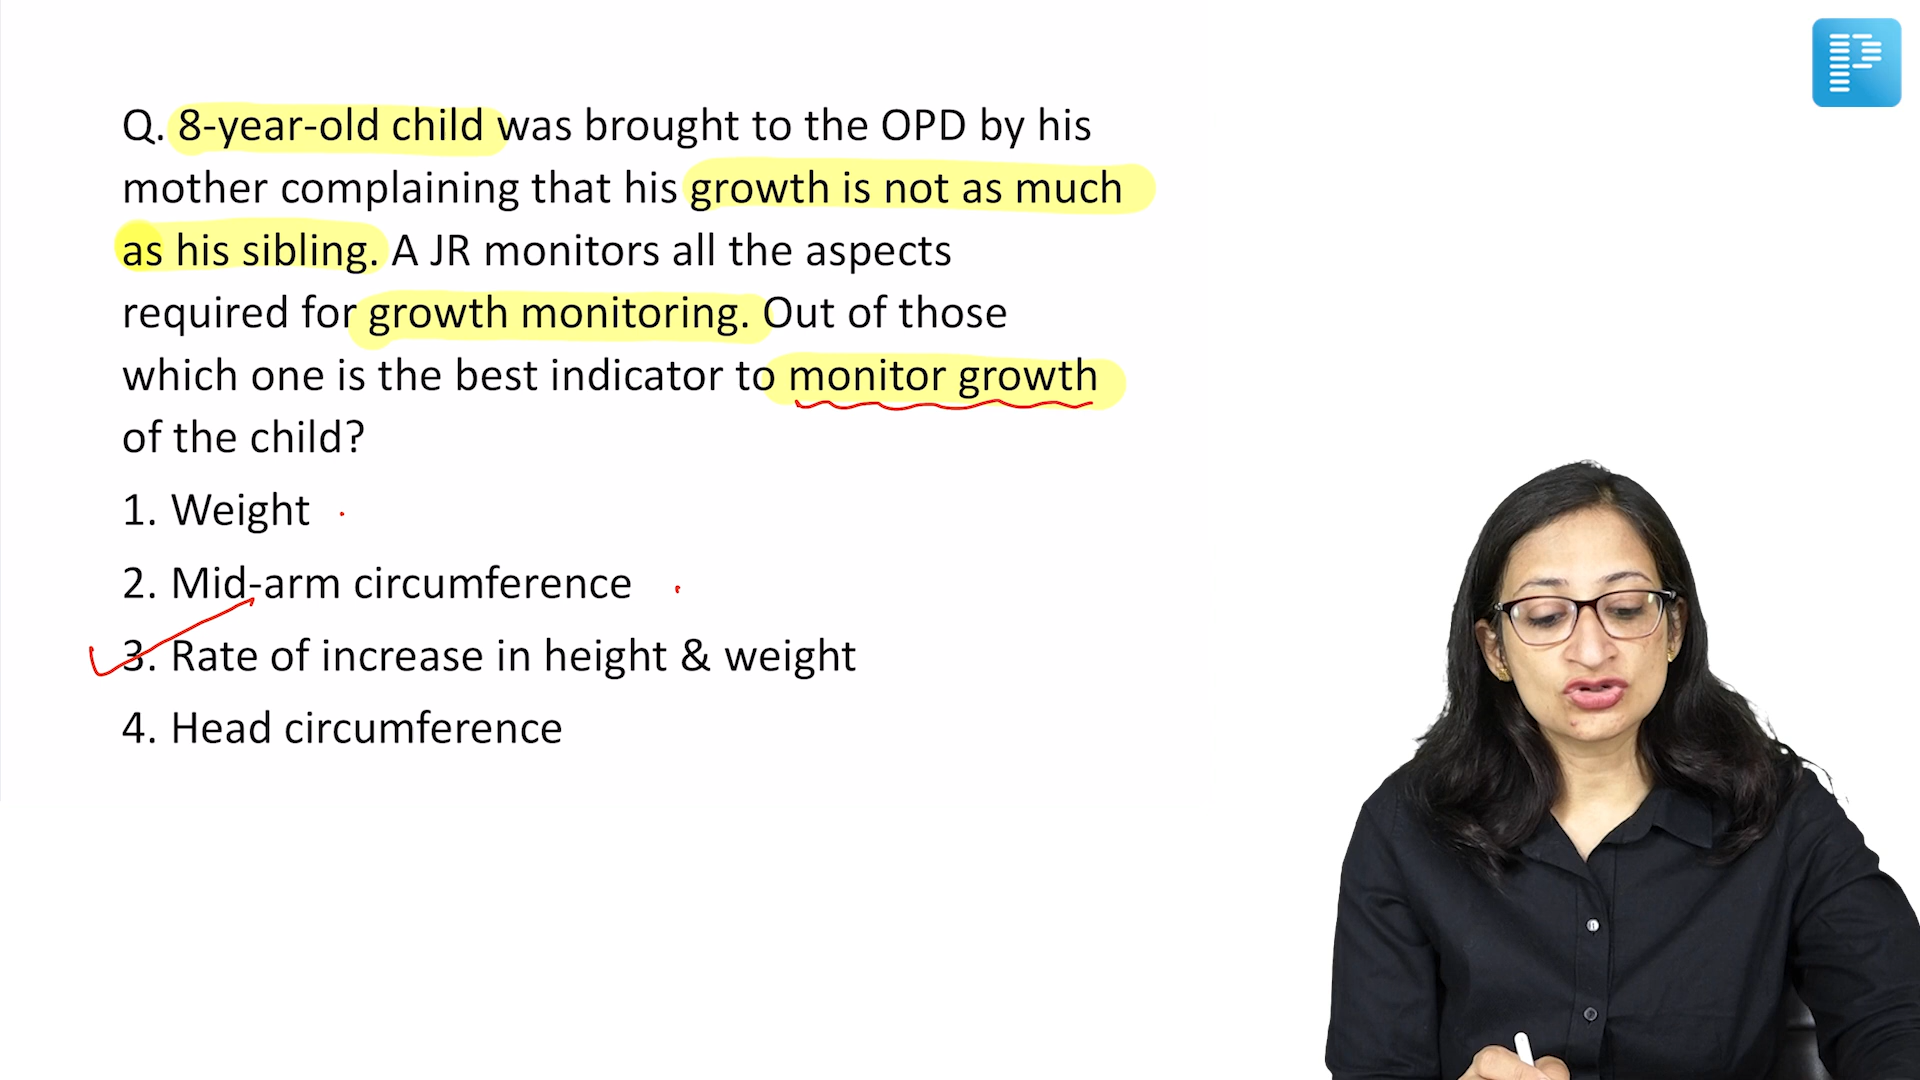 Q. 8-year-old child was brought to the OPD by his
mother complaining that his growth is not as much
as his sibling. A JR monitors all the aspects
required for growth monitoring. Out of those
which one is the best indicator to monitor growth
of the child?
1. Weight
2. Mid-arm circumference
3. Rate of increase in height & weight
4. Head circumference
P